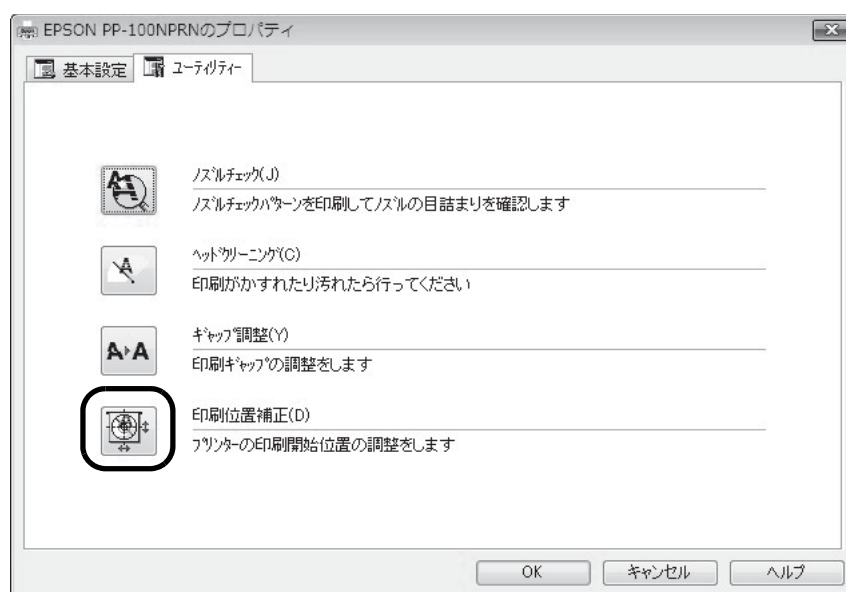 EPSON PP-100NPRNのプロパティ
基本設定 ユーティリティー
ノズルチェック(J)
ノズルチェックパターンを印刷してノズルの目詰まりを確認します
ヘッドクリーニング(C)
印刷がかすれたり汚れたら行ってください
ギャップ調整(Y)
印刷ギャップの調整をします
印刷位置補正(D)
プリンターの印刷開始位置の調整をします
OK キャンセル ヘルプ